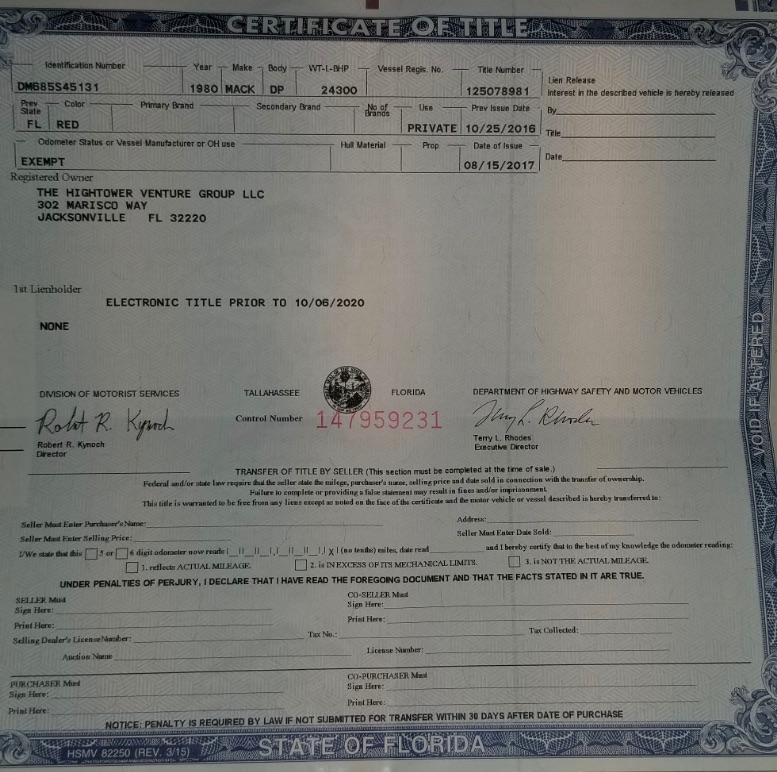 CERTIFICATE OF TITLE
Identification Number Year Make Body WT-L-BHP Vessel Regis. No. Title Number
DM685S45131 1980 MACK DP 24300 125078981
Lien Release
Interest in the described vehicle is hereby released
Prev State Color Primary Brand Secondary Brand No of Brands Use Prev Issue Date
FL RED PRIVATE 10/25/2016
By
Title
Odometer Status or Vessel Manufacturer or OH use Hull Material Prop Date of Issue
EXEMPT 08/15/2017
Date
Registered Owner
THE HIGHTOWER VENTURE GROUP LLC
302 MARISCO WAY
JACKSONVILLE FL 32220
1st Lienholder
ELECTRONIC TITLE PRIOR TO 10/06/2020
NONE
DIVISION OF MOTORIST SERVICES TALLAHASSEE FLORIDA DEPARTMENT OF HIGHWAY SAFETY AND MOTOR VEHICLES
Robert R. Kynoch
Control Number 147959231
Terry L. Rhodes
Robert R. Kynoch
Director
Terry L. Rhodes
Executive Director
TRANSFER OF TITLE BY SELLER (This section must be completed at the time of sale.)
Federal and/or state law require that the seller state the mileage, purchaser's name, selling price and date sold in connection with the transfer of ownership.
Failure to complete or providing a false statement may result in fines and/or imprisonment.
This title is warranted to be free from any liens except as noted on the face of the certificate and the motor vehicle or vessel described is hereby transferred to:
Seller Must Enter Purchaser's Name: Address:
Seller Must Enter Selling Price: Seller Must Enter Date Sold:
I/We state that this 5 or 6 digit odometer now reads X (no tenths) miles, date read and I hereby certify that to the best of my knowledge the odometer reading:
1. reflects ACTUAL MILEAGE. 2. is IN EXCESS OF ITS MECHANICAL LIMITS. 3. is NOT THE ACTUAL MILEAGE.
UNDER PENALTIES OF PERJURY, I DECLARE THAT I HAVE READ THE FOREGOING DOCUMENT AND THAT THE FACTS STATED IN IT ARE TRUE.
SELLER Must Sign Here: CO-SELLER Must Sign Here:
Print Here: Print Here:
Selling Dealer's License Number: Tax No.: Tax Collected:
Auction Name License Number:
PURCHASER Must Sign Here: CO-PURCHASER Must Sign Here:
Print Here: Print Here:
NOTICE: PENALTY IS REQUIRED BY LAW IF NOT SUBMITTED FOR TRANSFER WITHIN 30 DAYS AFTER DATE OF PURCHASE
HSMV 82250 (REV. 3/15) STATE OF FLORIDA
VOID IF ALTERED